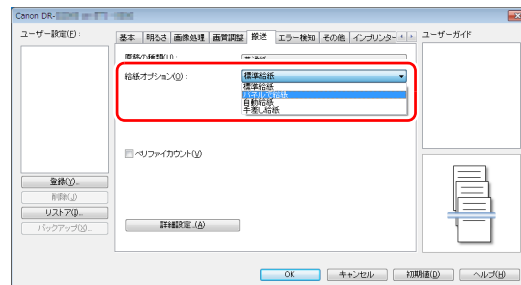 Canon DR-
ユーザー設定(F):
基本 明るさ 画像処理 画質調整 搬送 エラー検知 その他 インプリンター
ユーザーガイド
給紙オプション(O):
標準給紙
標準給紙
パネルで給紙
自動給紙
手差し給紙
ベリファイカウント(V)
登録(Y)...
削除(J)
リストア(T)...
バックアップ(X)...
詳細設定...(A)
OK
キャンセル
初期値(D)
ヘルプ(H)